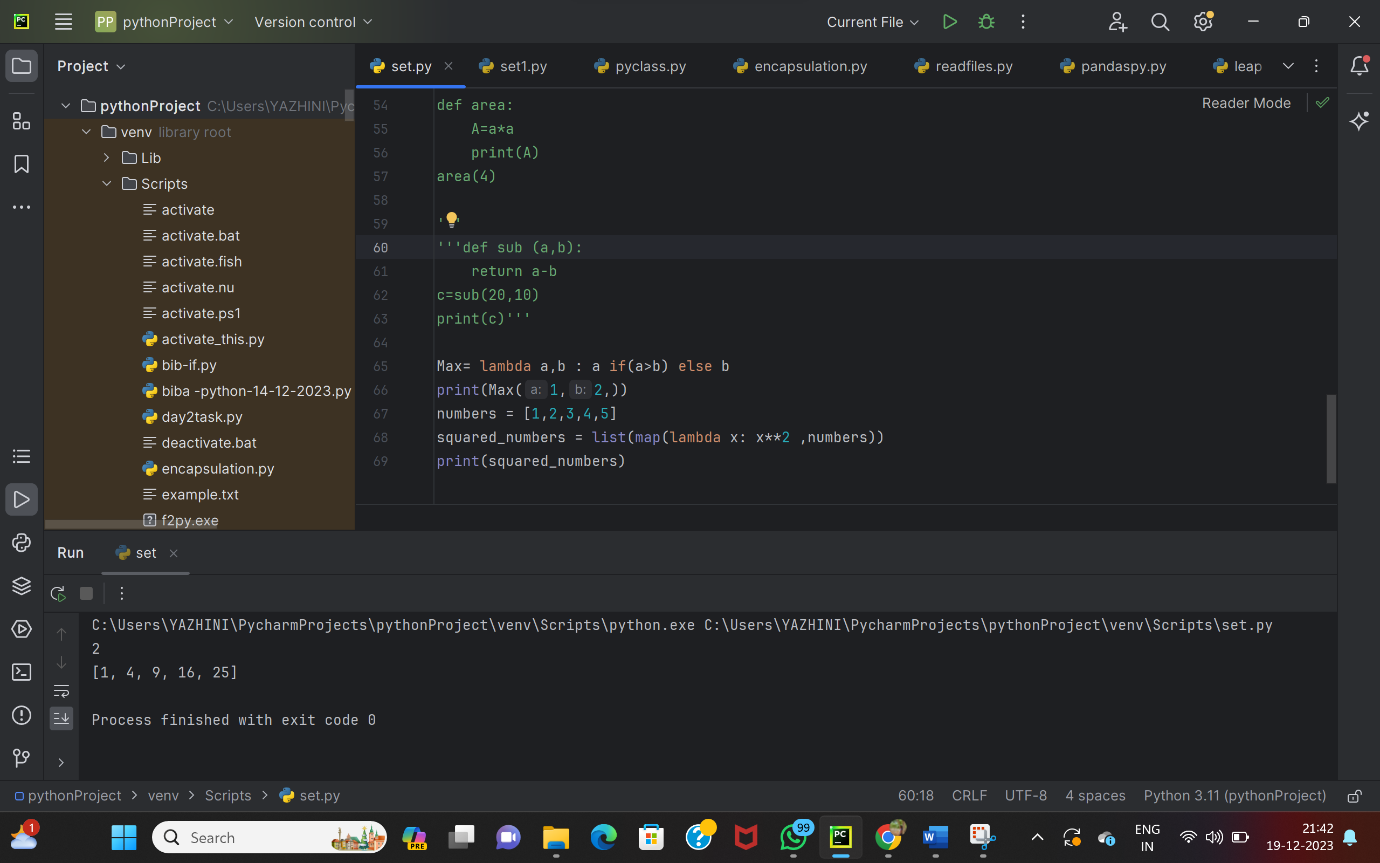 PC
PP pythonProject
Version control
Current File
Project
set.py
set1.py
pyclass.py
encapsulation.py
readfiles.py
pandaspy.py
leap
pythonProject C:\Users\YAZHINI\Pyc
venv library root
Lib
Scripts
activate
activate.bat
activate.fish
activate.nu
activate.ps1
activate_this.py
bib-if.py
biba -python-14-12-2023.py
day2task.py
deactivate.bat
encapsulation.py
example.txt
f2py.exe
Reader Mode
54 def area:
55     A=a*a
56     print(A)
57 area(4)
58
59
60 '''def sub (a,b):
61     return a-b
62 c=sub(20,10)
63 print(c)'''
64
65 Max= lambda a,b : a if(a>b) else b
66 print(Max( a: 1, b: 2,))
67 numbers = [1,2,3,4,5]
68 squared_numbers = list(map(lambda x: x**2 ,numbers))
69 print(squared_numbers)
Run
set
C:\Users\YAZHINI\PycharmProjects\pythonProject\venv\Scripts\python.exe C:\Users\YAZHINI\PycharmProjects\pythonProject\venv\Scripts\set.py
2
[1, 4, 9, 16, 25]
Process finished with exit code 0
pythonProject > venv > Scripts > set.py
60:18 CRLF UTF-8 4 spaces Python 3.11 (pythonProject)
1
Search
PRE
99
PC
ENG
IN
21:42
19-12-2023